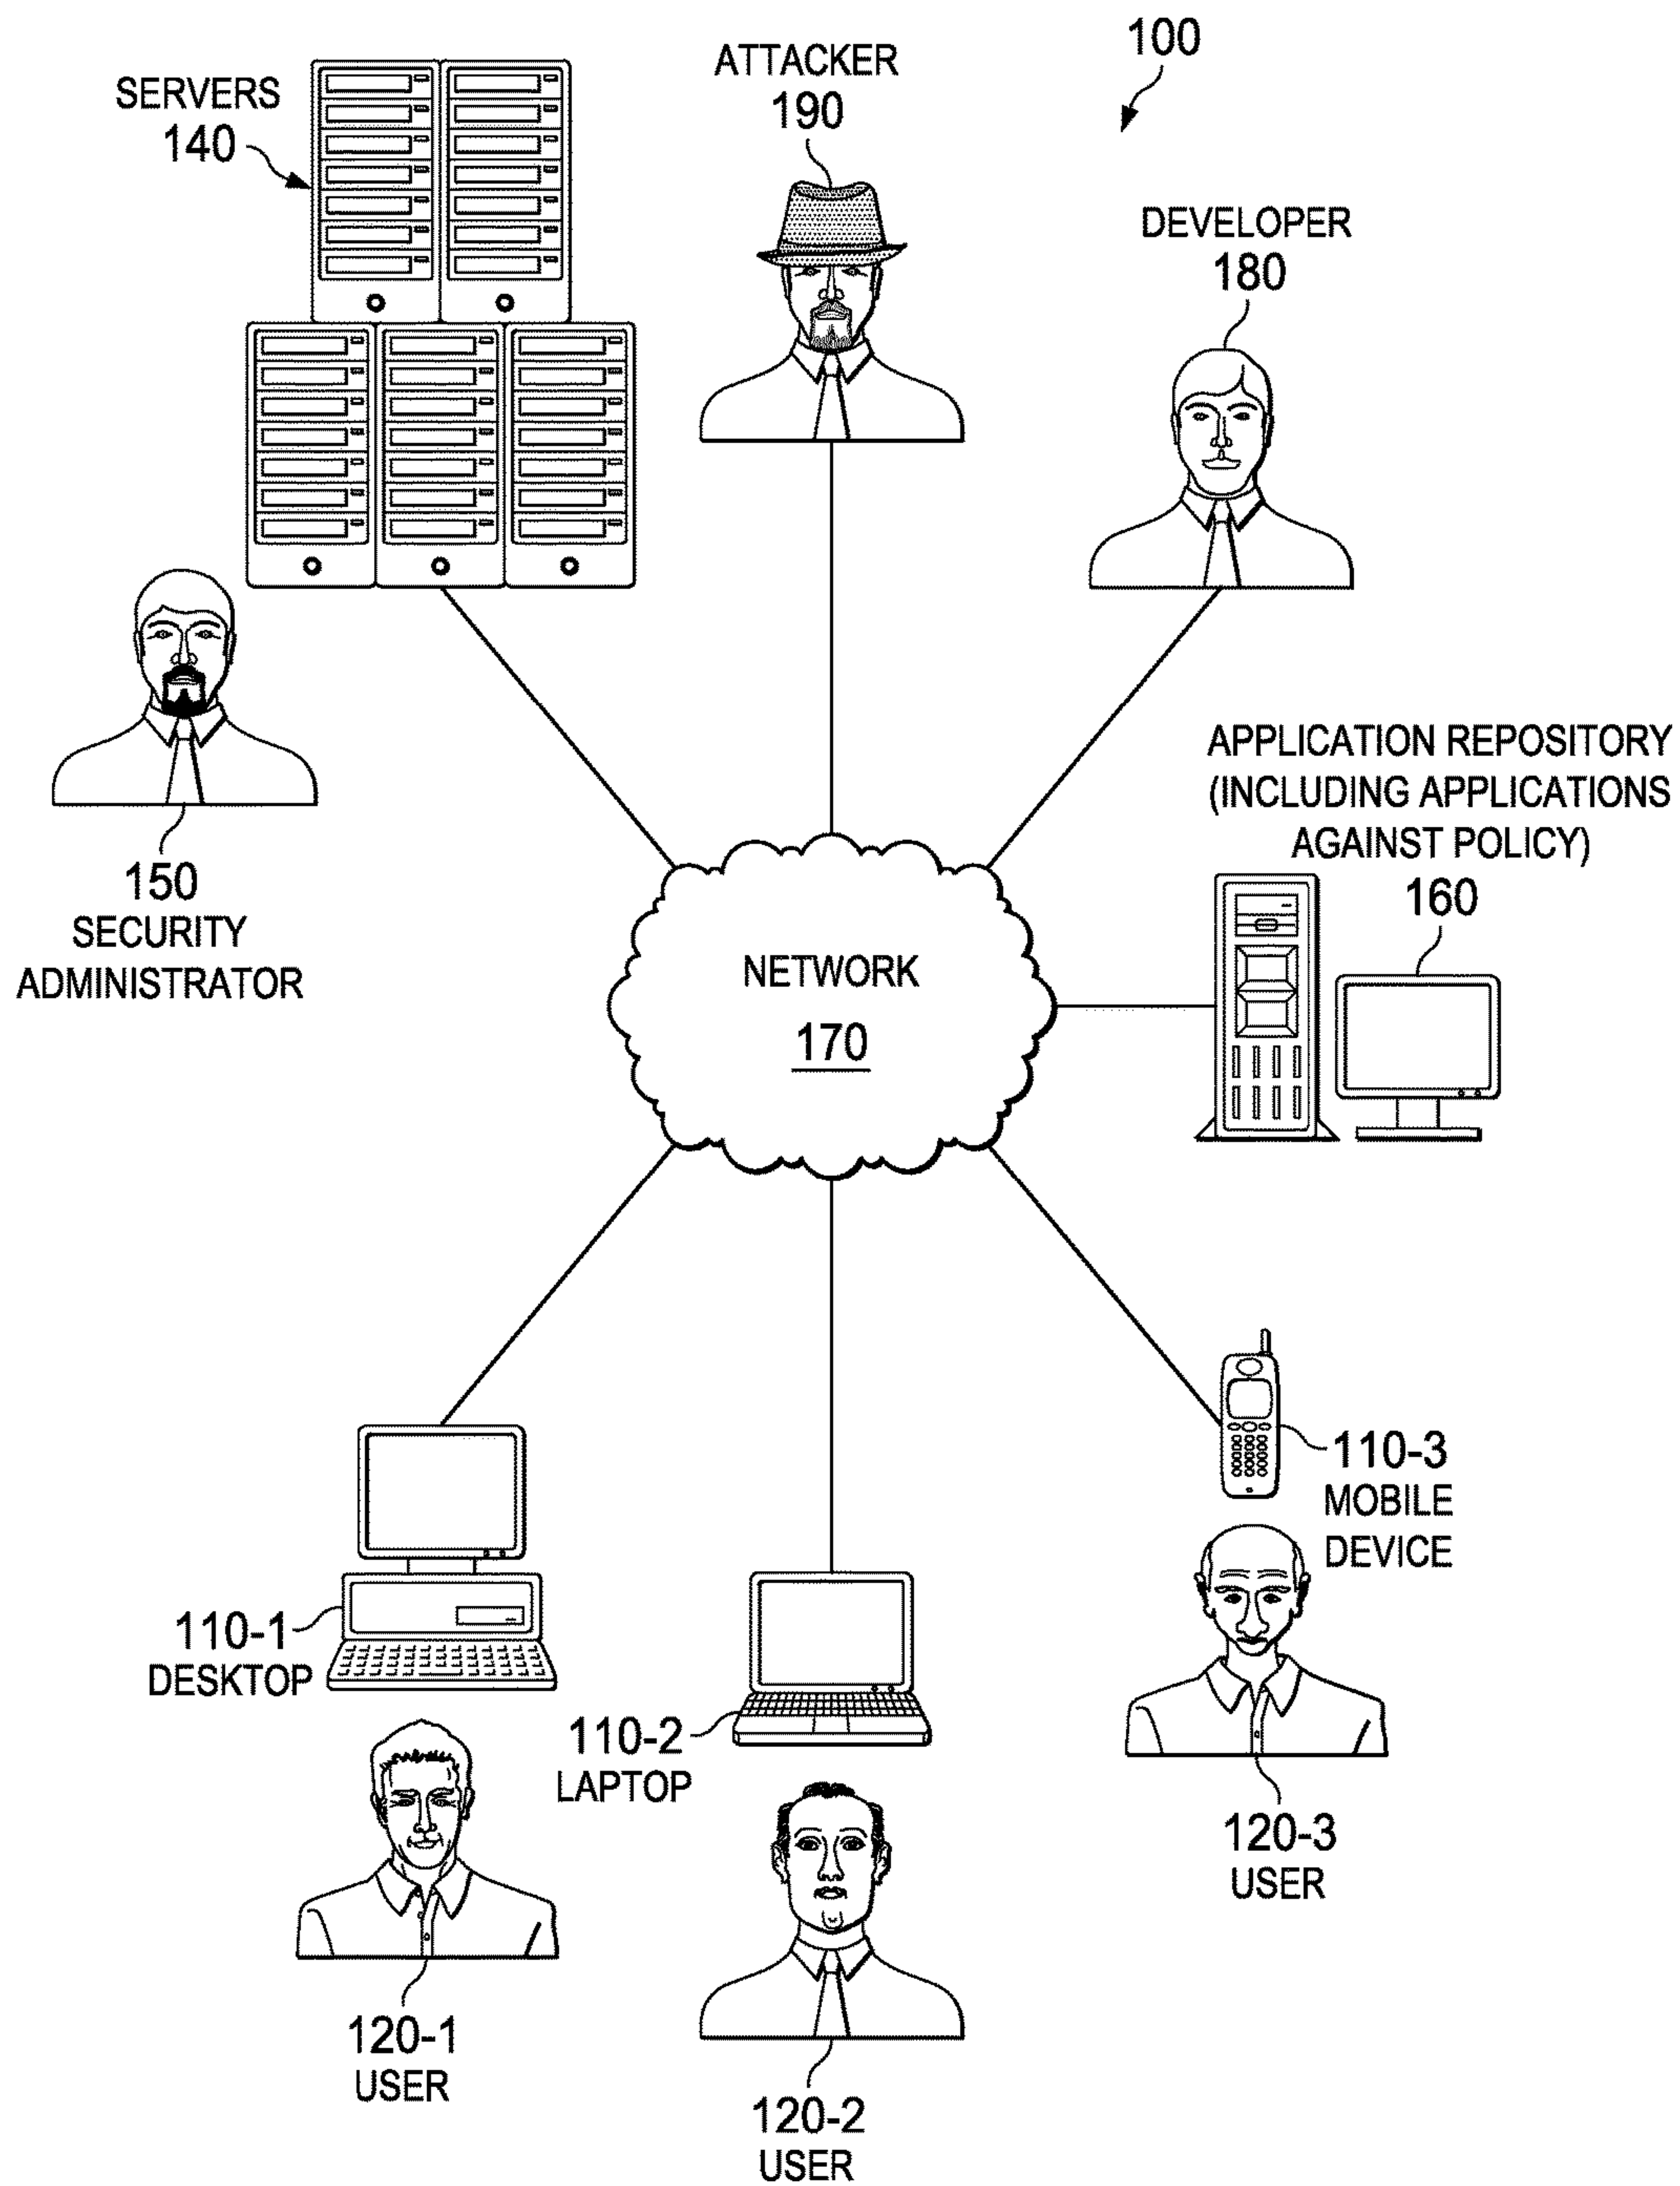 100
ATTACKER
190
SERVERS
140
DEVELOPER
180
150
SECURITY
ADMINISTRATOR
APPLICATION REPOSITORY
(INCLUDING APPLICATIONS
AGAINST POLICY)
160
NETWORK
170
110-3
MOBILE
DEVICE
110-1
DESKTOP
110-2
LAPTOP
120-3
USER
120-1
USER
120-2
USER